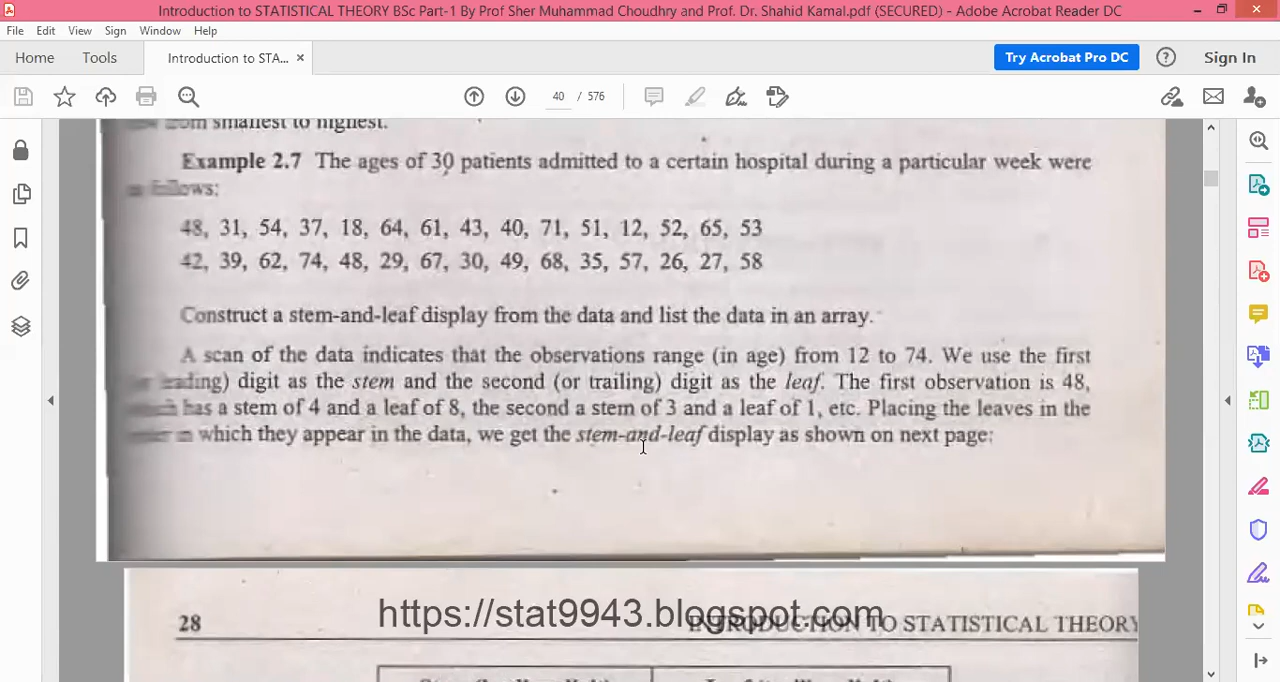 Introduction to STATISTICAL THEORY BSc Part-1 By Prof Sher Muhammad Choudhry and Prof. Dr. Shahid Kamal.pdf (SECURED) - Adobe Acrobat Reader DC
File Edit View Sign Window Help
Home Tools Introduction to STA... × Try Acrobat Pro DC Sign In
40 / 576
from smallest to highest.
Example 2.7 The ages of 30 patients admitted to a certain hospital during a particular week were
as follows:
48, 31, 54, 37, 18, 64, 61, 43, 40, 71, 51, 12, 52, 65, 53
42, 39, 62, 74, 48, 29, 67, 30, 49, 68, 35, 57, 26, 27, 58
Construct a stem-and-leaf display from the data and list the data in an array.
A scan of the data indicates that the observations range (in age) from 12 to 74. We use the first
leading) digit as the stem and the second (or trailing) digit as the leaf. The first observation is 48,
which has a stem of 4 and a leaf of 8, the second a stem of 3 and a leaf of 1, etc. Placing the leaves in the
in which they appear in the data, we get the stem-and-leaf display as shown on next page:
28 https://stat9943.blogspot.com INTRODUCTION TO STATISTICAL THEORY